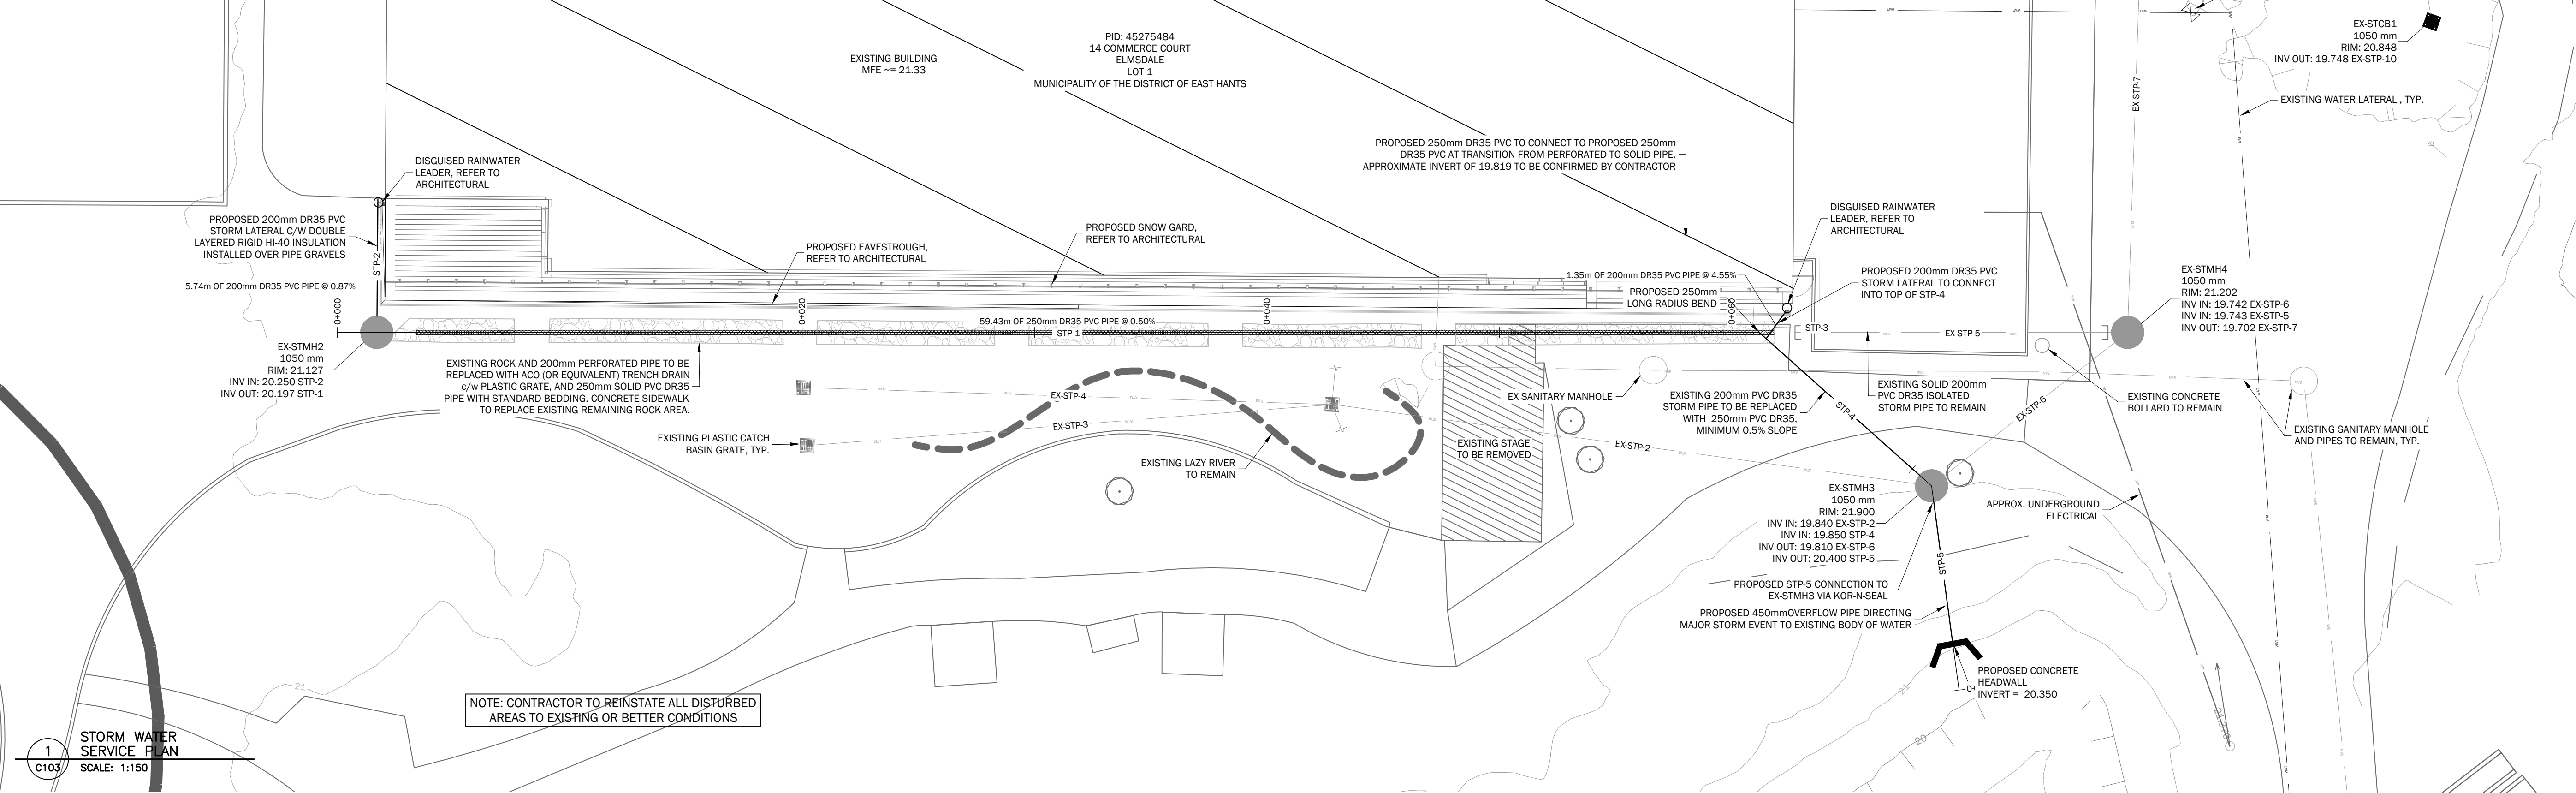 PID: 45275484
14 COMMERCE COURT
ELMSDALE
LOT 1
MUNICIPALITY OF THE DISTRICT OF EAST HANTS
EXISTING BUILDING
MFE ~= 21.33
EX-STCB1
1050 mm
RIM: 20.848
INV OUT: 19.748 EX-STP-10
EX-STP-7
EXISTING WATER LATERAL , TYP.
PROPOSED 250mm DR35 PVC TO CONNECT TO PROPOSED 250mm
DR35 PVC AT TRANSITION FROM PERFORATED TO SOLID PIPE.
APPROXIMATE INVERT OF 19.819 TO BE CONFIRMED BY CONTRACTOR
DISGUISED RAINWATER
LEADER, REFER TO
ARCHITECTURAL
PROPOSED 200mm DR35 PVC
STORM LATERAL C/W DOUBLE
LAYERED RIGID HI-40 INSULATION
INSTALLED OVER PIPE GRAVELS
STP-2
5.74m OF 200mm DR35 PVC PIPE @ 0.87%
PROPOSED EAVESTROUGH,
REFER TO ARCHITECTURAL
PROPOSED SNOW GARD,
REFER TO ARCHITECTURAL
DISGUISED RAINWATER
LEADER, REFER TO
ARCHITECTURAL
1.35m OF 200mm DR35 PVC PIPE @ 4.55%
PROPOSED 250mm
LONG RADIUS BEND
PROPOSED 200mm DR35 PVC
STORM LATERAL TO CONNECT
INTO TOP OF STP-4
EX-STMH4
1050 mm
RIM: 21.202
INV IN: 19.742 EX-STP-6
INV IN: 19.743 EX-STP-5
INV OUT: 19.702 EX-STP-7
0+000
0+020
0+040
0+060
59.43m OF 250mm DR35 PVC PIPE @ 0.50%
STP-1
STP-3
EX-STP-5
EX-STMH2
1050 mm
RIM: 21.127
INV IN: 20.250 STP-2
INV OUT: 20.197 STP-1
EXISTING ROCK AND 200mm PERFORATED PIPE TO BE
REPLACED WITH ACO (OR EQUIVALENT) TRENCH DRAIN
c/w PLASTIC GRATE, AND 250mm SOLID PVC DR35
PIPE WITH STANDARD BEDDING. CONCRETE SIDEWALK
TO REPLACE EXISTING REMAINING ROCK AREA.
EX-STP-4
EX-STP-3
EXISTING PLASTIC CATCH
BASIN GRATE, TYP.
EXISTING LAZY RIVER
TO REMAIN
EXISTING STAGE
TO BE REMOVED
EX SANITARY MANHOLE
EX-STP-2
EXISTING 200mm PVC DR35
STORM PIPE TO BE REPLACED
WITH 250mm PVC DR35,
MINIMUM 0.5% SLOPE
STP-4
EXISTING SOLID 200mm
PVC DR35 ISOLATED
STORM PIPE TO REMAIN
EX-STP-6
EXISTING CONCRETE
BOLLARD TO REMAIN
EXISTING SANITARY MANHOLE
AND PIPES TO REMAIN, TYP.
EX-STMH3
1050 mm
RIM: 21.900
INV IN: 19.840 EX-STP-2
INV IN: 19.850 STP-4
INV OUT: 19.810 EX-STP-6
INV OUT: 20.400 STP-5
APPROX. UNDERGROUND
ELECTRICAL
STP-5
PROPOSED STP-5 CONNECTION TO
EX-STMH3 VIA KOR-N-SEAL
PROPOSED 450mmOVERFLOW PIPE DIRECTING
MAJOR STORM EVENT TO EXISTING BODY OF WATER
PROPOSED CONCRETE
HEADWALL
INVERT = 20.350
21
21
20
NOTE: CONTRACTOR TO REINSTATE ALL DISTURBED
AREAS TO EXISTING OR BETTER CONDITIONS
1
C103
STORM WATER
SERVICE PLAN
SCALE: 1:150